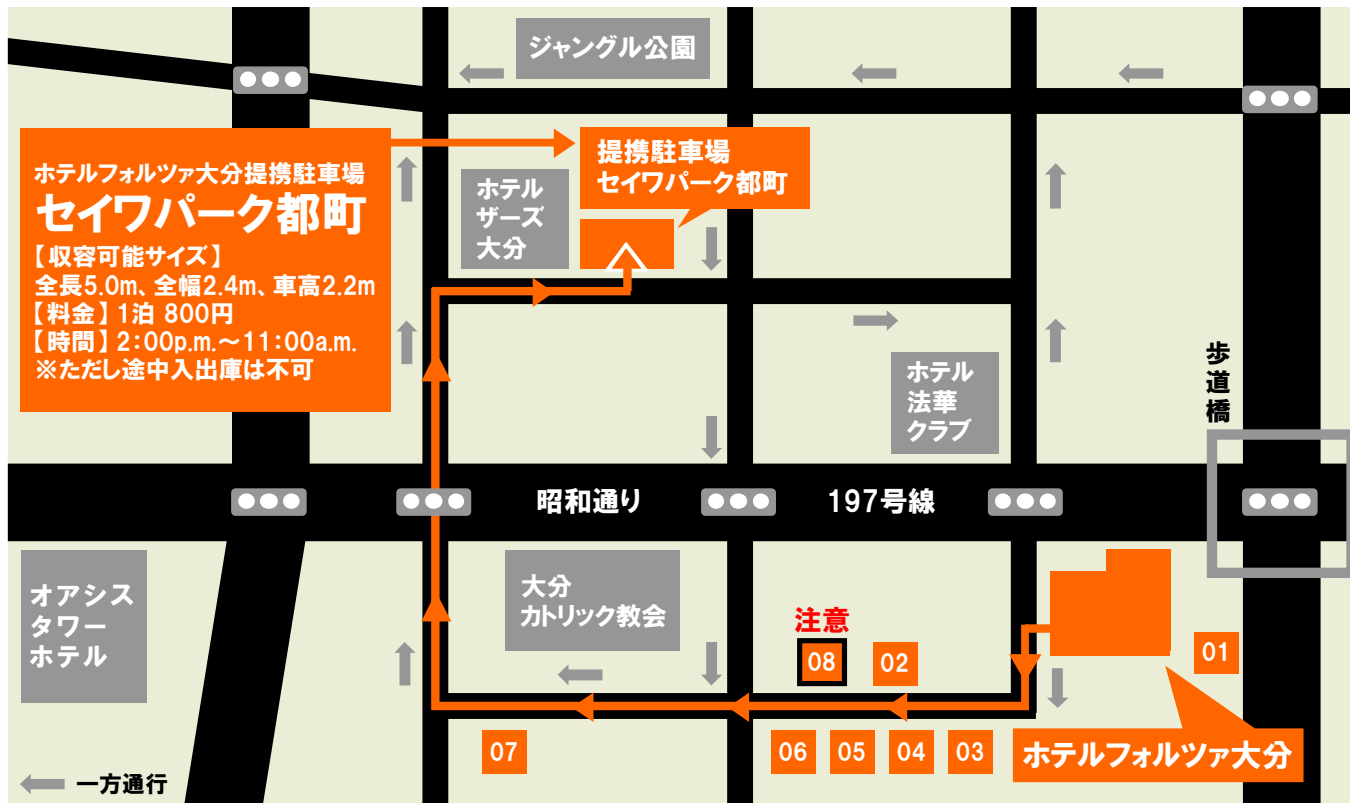 ジャングル公園
ホテルフォルツァ大分提携駐車場
セイワパーク都町
【収容可能サイズ】
全長5.0m、全幅2.4m、車高2.2m
【料金】1泊 800円
【時間】2:00p.m.～11:00a.m.
※ただし途中入出庫は不可
提携駐車場
セイワパーク都町
ホテル
ザーズ
大分
ホテル
法華
クラブ
歩道橋
昭和通り
197号線
オアシス
タワー
ホテル
大分
カトリック教会
注意
08
02
01
07
06
05
04
03
ホテルフォルツァ大分
一方通行